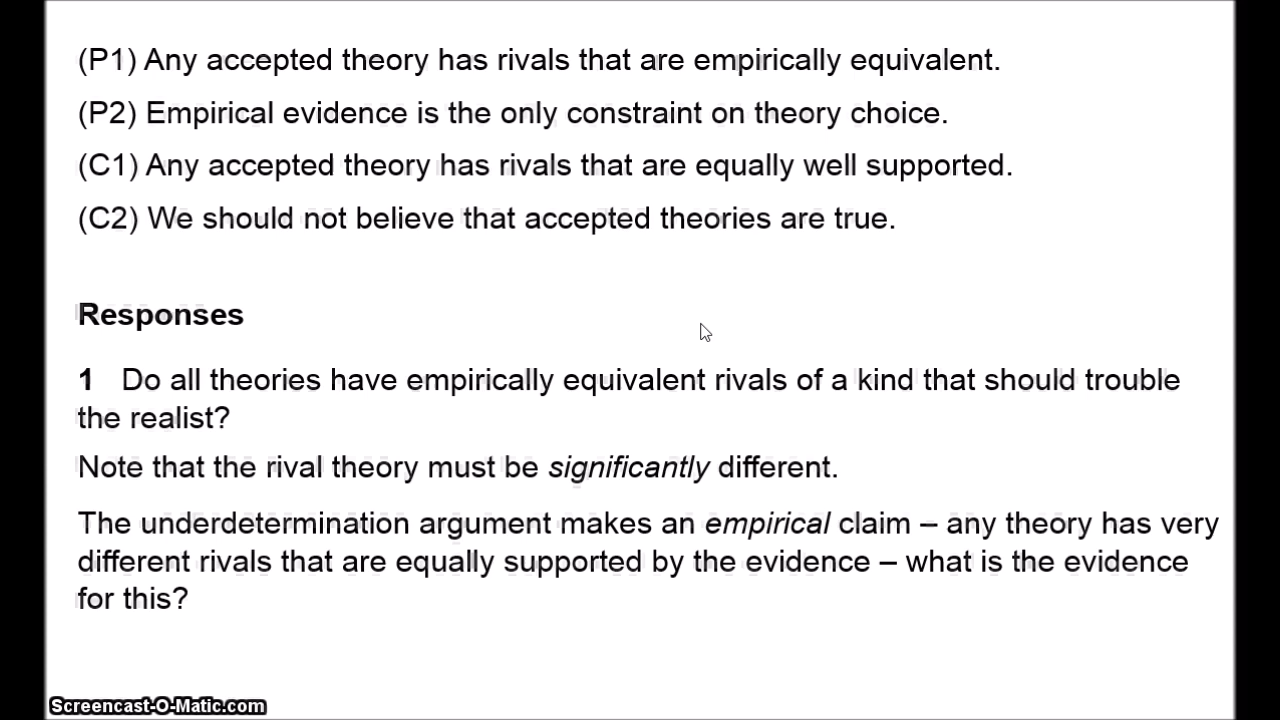 (P1) Any accepted theory has rivals that are empirically equivalent.
(P2) Empirical evidence is the only constraint on theory choice.
(C1) Any accepted theory has rivals that are equally well supported.
(C2) We should not believe that accepted theories are true.
Responses
1 Do all theories have empirically equivalent rivals of a kind that should trouble
the realist?
Note that the rival theory must be significantly different.
The underdetermination argument makes an empirical claim – any theory has very
different rivals that are equally supported by the evidence – what is the evidence
for this?
Screencast-O-Matic.com